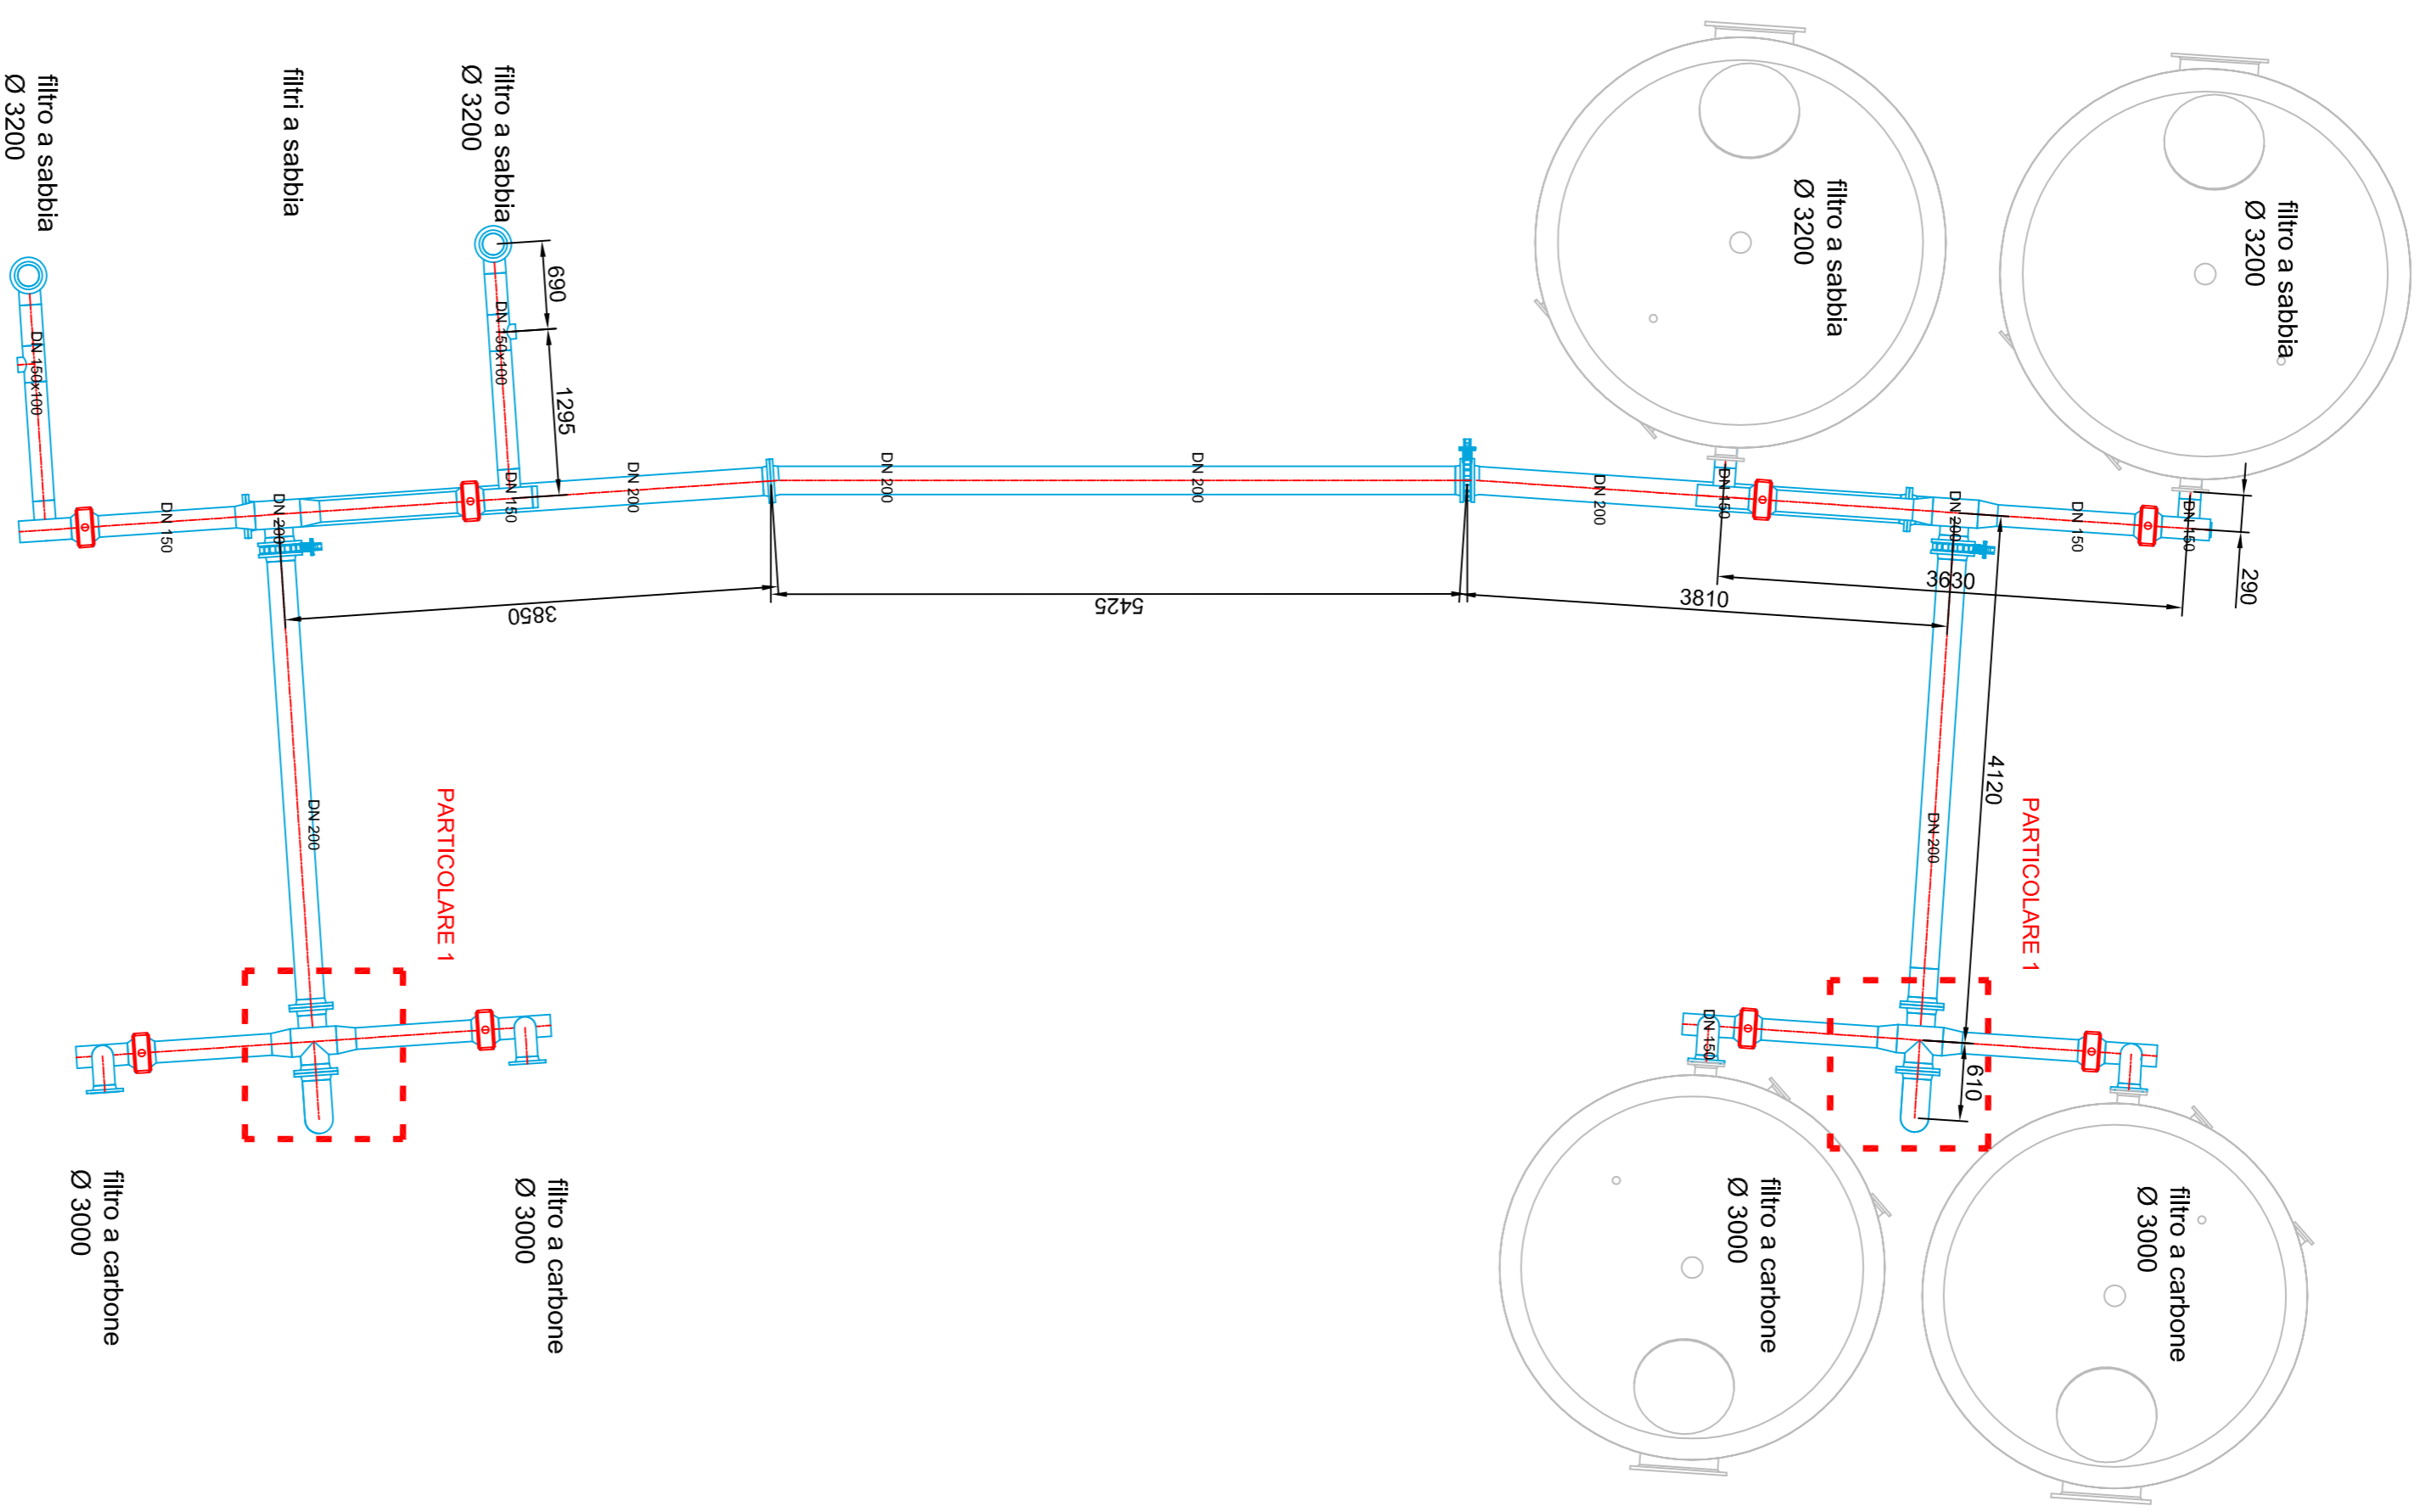 filtro a sabbia
Ø 3200
filtro a sabbia
Ø 3200
filtro a sabbia
Ø 3200
filtri a sabbia
filtro a sabbia
Ø 3200
690
1295
DN 150x100
DN 150x100
DN 150
DN 200
DN 150
DN 200
DN 200
DN 200
DN 200
DN 150
DN 200
DN 150
DN 150
290
3630
3810
5425
3850
4120
DN 200
DN 200
PARTICOLARE 1
PARTICOLARE 1
DN 150
610
filtro a carbone
Ø 3000
filtro a carbone
Ø 3000
filtro a carbone
Ø 3000
filtro a carbone
Ø 3000